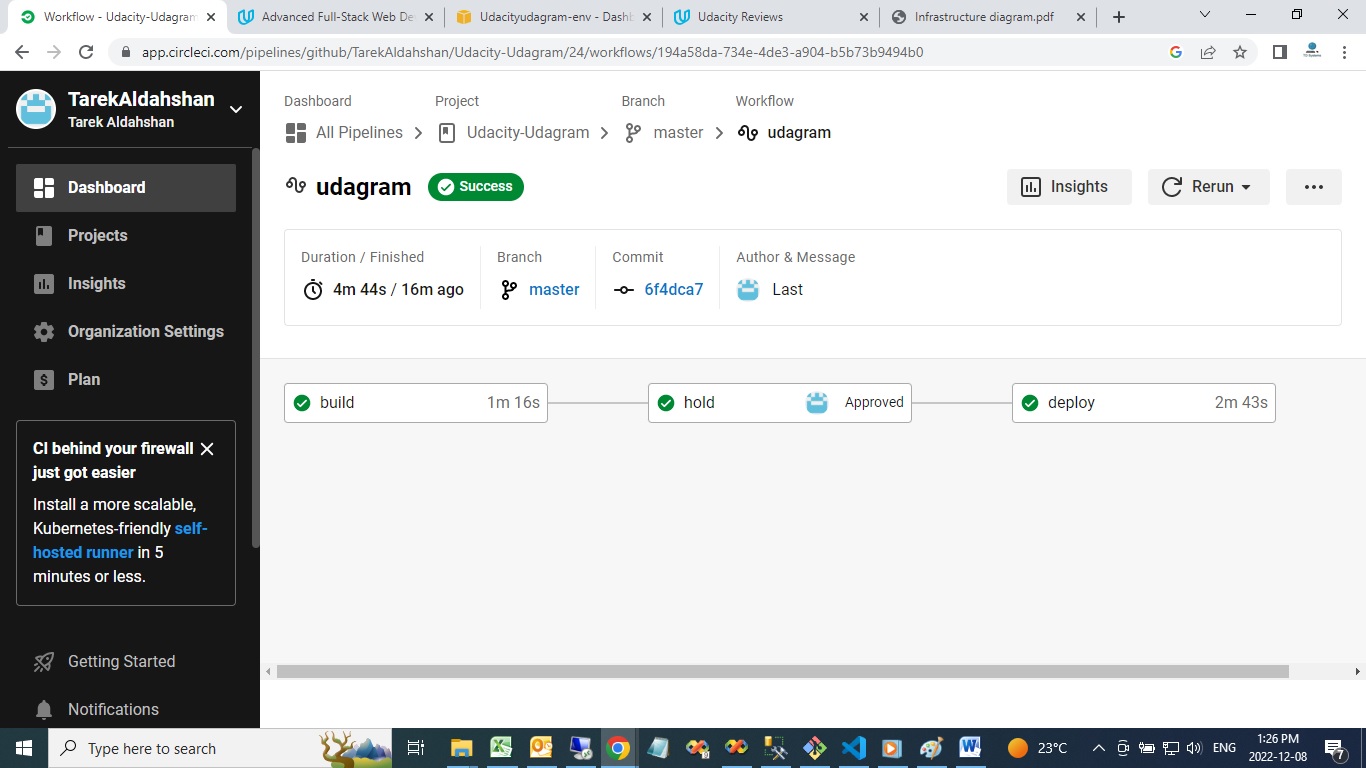 Workflow - Udacity-Udagram
Advanced Full-Stack Web De
Udacityudagram-env - Dashb
Udacity Reviews
Infrastructure diagram.pdf
app.circleci.com/pipelines/github/TarekAldahshan/Udacity-Udagram/24/workflows/194a58da-734e-4de3-a904-b5b73b9494b0
TarekAldahshan
Tarek Aldahshan
Dashboard
Projects
Insights
Organization Settings
Plan
CI behind your firewall
just got easier
Install a more scalable,
Kubernetes-friendly self-
hosted runner in 5
minutes or less.
Getting Started
Notifications
Dashboard Project Branch Workflow
All Pipelines Udacity-Udagram master udagram
udagram Success Insights Rerun
Duration / Finished Branch Commit Author & Message
4m 44s / 16m ago master 6f4dca7 Last
build 1m 16s hold Approved deploy 2m 43s
Type here to search
23°C ENG
1:26 PM
2022-12-08
7